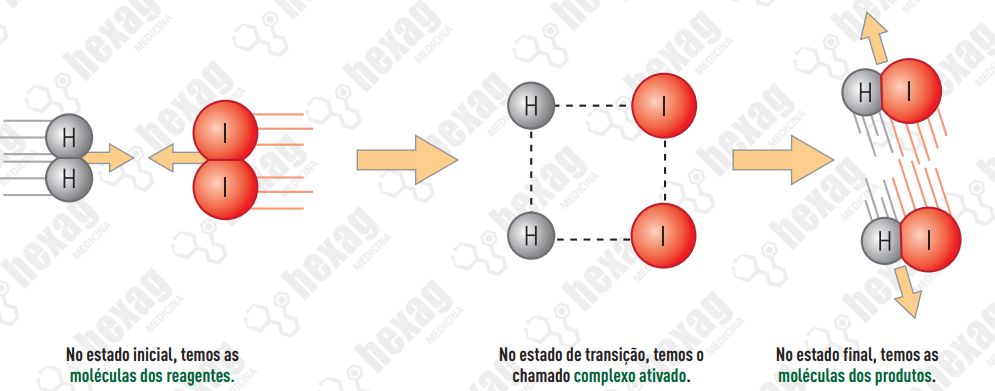 H
H
I
I
H
I
H
I
H
I
H
I
No estado inicial, temos as
moléculas dos reagentes.
No estado de transição, temos o
chamado complexo ativado.
No estado final, temos as
moléculas dos produtos.
hexag
MEDICINA